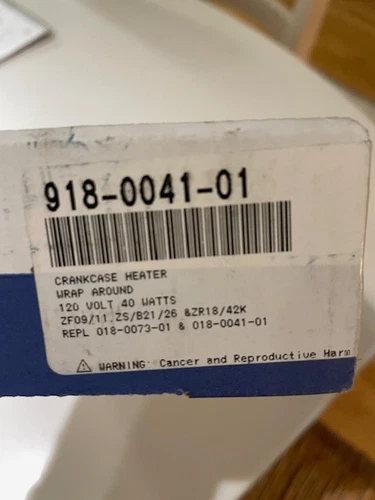 918-0041-01
CRANKCASE HEATER
WRAP AROUND
120 VOLT 40 WATTS
ZF09/11,ZS/B21/26 &ZR18/42K
REPL 018-0073-01 & 018-0041-01
⚠ WARNING: Cancer and Reproductive Harm